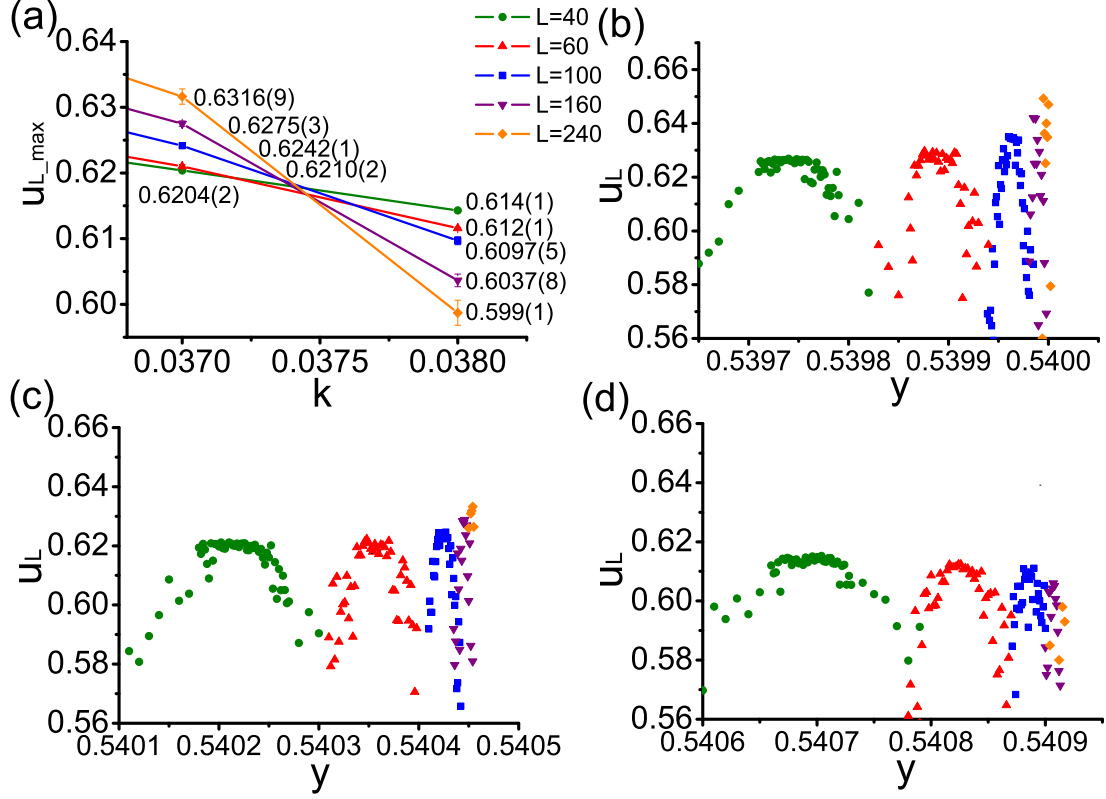 (a)
u_L_max
0.64
0.63
0.62
0.61
0.60
0.6316(9)
0.6275(3)
0.6242(1)
0.6210(2)
0.6204(2)
0.614(1)
0.612(1)
0.6097(5)
0.6037(8)
0.599(1)
0.0370 0.0375 0.0380
k
L=40
L=60
L=100
L=160
L=240
(b)
u_L
0.66
0.64
0.62
0.60
0.58
0.56
0.5397 0.5398 0.5399 0.5400
y
(c)
u_L
0.66
0.64
0.62
0.60
0.58
0.56
0.5401 0.5402 0.5403 0.5404 0.5405
y
(d)
u_L
0.66
0.64
0.62
0.60
0.58
0.56
0.5406 0.5407 0.5408 0.5409
y